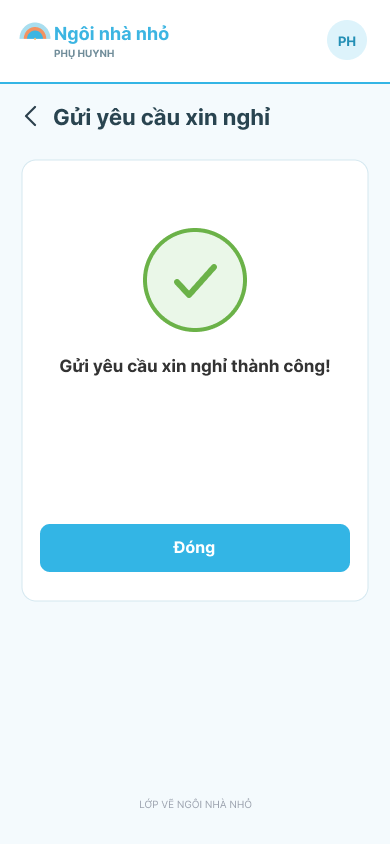 Ngôi nhà nhỏ
PHỤ HUYNH
PH
Gửi yêu cầu xin nghỉ
Gửi yêu cầu xin nghỉ thành công!
Đóng
LỚP VẼ NGÔI NHÀ NHỎ